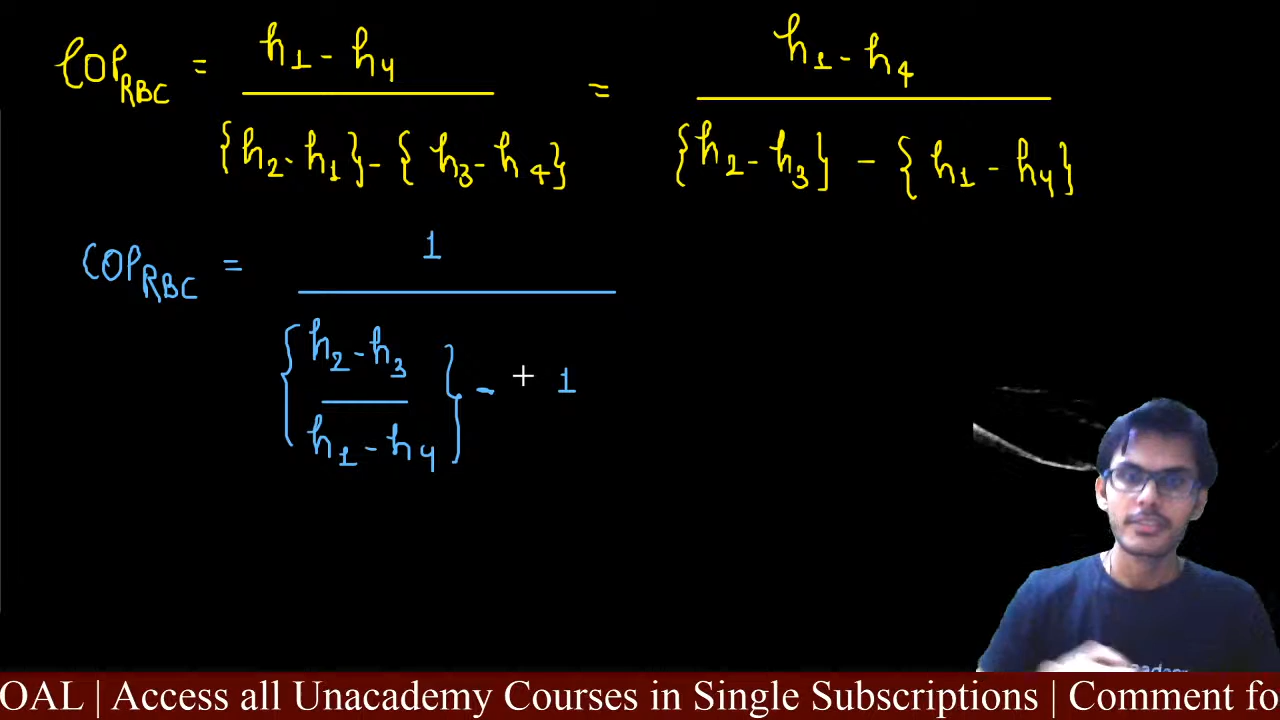 COP_RBC = (h1 - h4) / ({h2 - h1} - {h3 - h4}) = (h1 - h4) / ({h2 - h3} - {h1 - h4})
COP_RBC = 1 / ({(h2 - h3) / (h1 - h4)} - 1)
OAL | Access all Unacademy Courses in Single Subscriptions | Comment fo